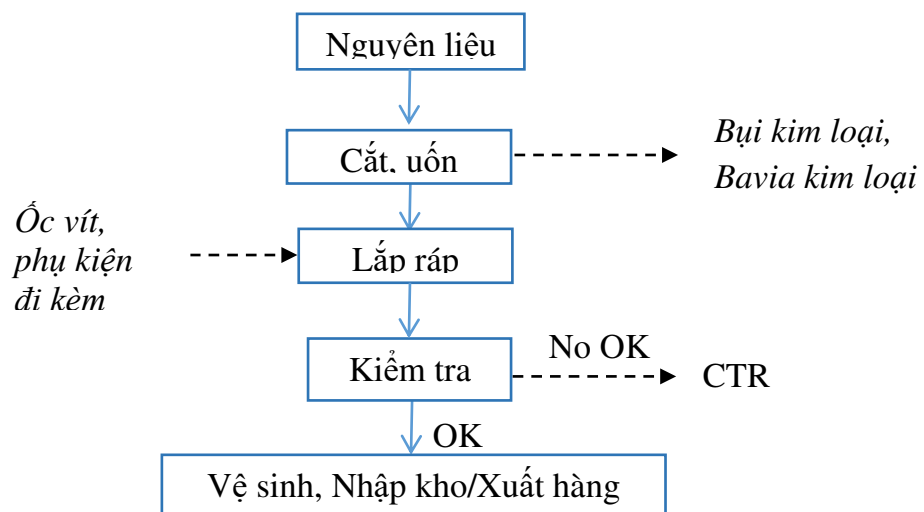 Nguyên liệu
Cắt, uốn
Bụi kim loại,
Bavia kim loại
Ốc vít,
phụ kiện
đi kèm
Lắp ráp
Kiểm tra
No OK
CTR
OK
Vệ sinh, Nhập kho/Xuất hàng